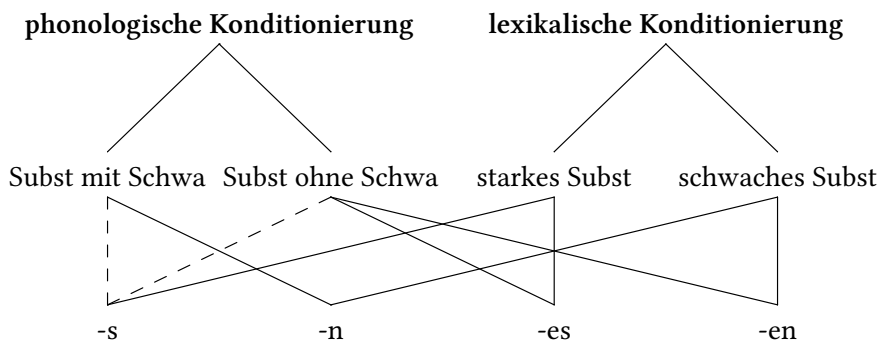 phonologische Konditionierung lexikalische Konditionierung
Subst mit Schwa Subst ohne Schwa starkes Subst schwaches Subst
-s -n -es -en